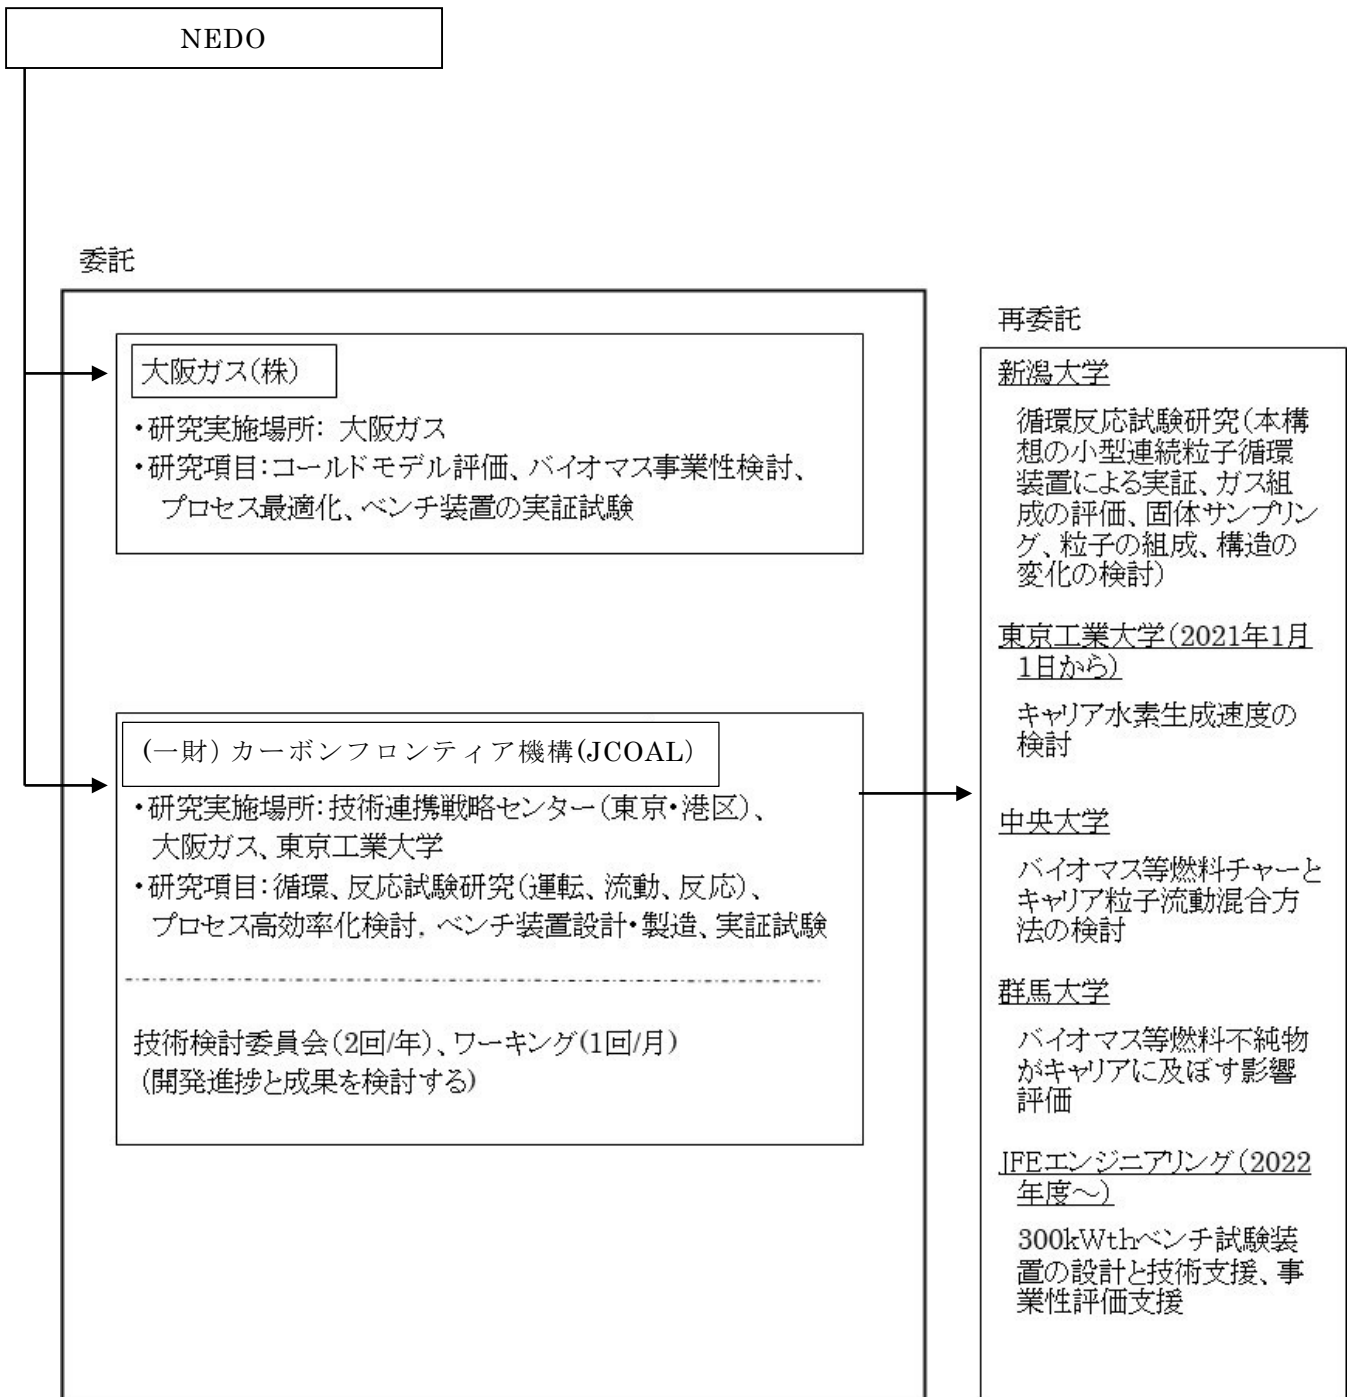 NEDO
委託
大阪ガス(株)
・研究実施場所: 大阪ガス
・研究項目:コールドモデル評価、バイオマス事業性検討、
プロセス最適化、ベンチ装置の実証試験
(一財) カーボンフロンティア機構(JCOAL)
・研究実施場所:技術連携戦略センター(東京・港区)、
大阪ガス、東京工業大学
・研究項目:循環、反応試験研究(運転、流動、反応)、
プロセス高効率化検討, ベンチ装置設計・製造、実証試験
技術検討委員会(2回/年)、ワーキング(1回/月)
(開発進捗と成果を検討する)
再委託
新潟大学
循環反応試験研究(本構
想の小型連続粒子循環
装置による実証、ガス組
成の評価、固体サンプリン
グ、粒子の組成、構造の
変化の検討)
東京工業大学(2021年1月
1日から)
キャリア水素生成速度の
検討
中央大学
バイオマス等燃料チャーと
キャリア粒子流動混合方
法の検討
群馬大学
バイオマス等燃料不純物
がキャリアに及ぼす影響
評価
JFEエンジニアリング(2022
年度～)
300kWthベンチ試験装
置の設計と技術支援、事
業性評価支援